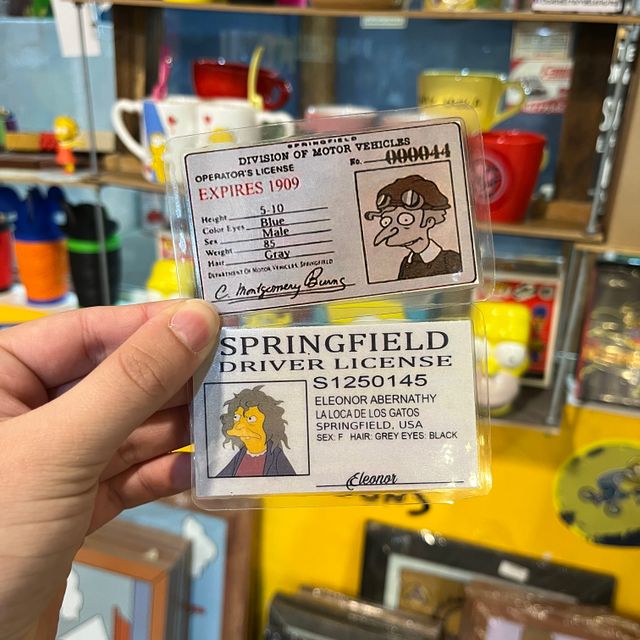 SPRINGFIELD
DIVISION OF MOTOR VEHICLES
OPERATOR'S LICENSE No. 000044
EXPIRES 1909
Height 5-10
Color Eyes Blue
Sex Male
Weight 85
Hair Gray
DEPARTMENT OF MOTOR VEHICLES SPRINGFIELD
C. Montgomery Burns
SPRINGFIELD
DRIVER LICENSE
S1250145
ELEONOR ABERNATHY
LA LOCA DE LOS GATOS
SPRINGFIELD, USA
SEX: F HAIR: GREY EYES: BLACK
Eleonor